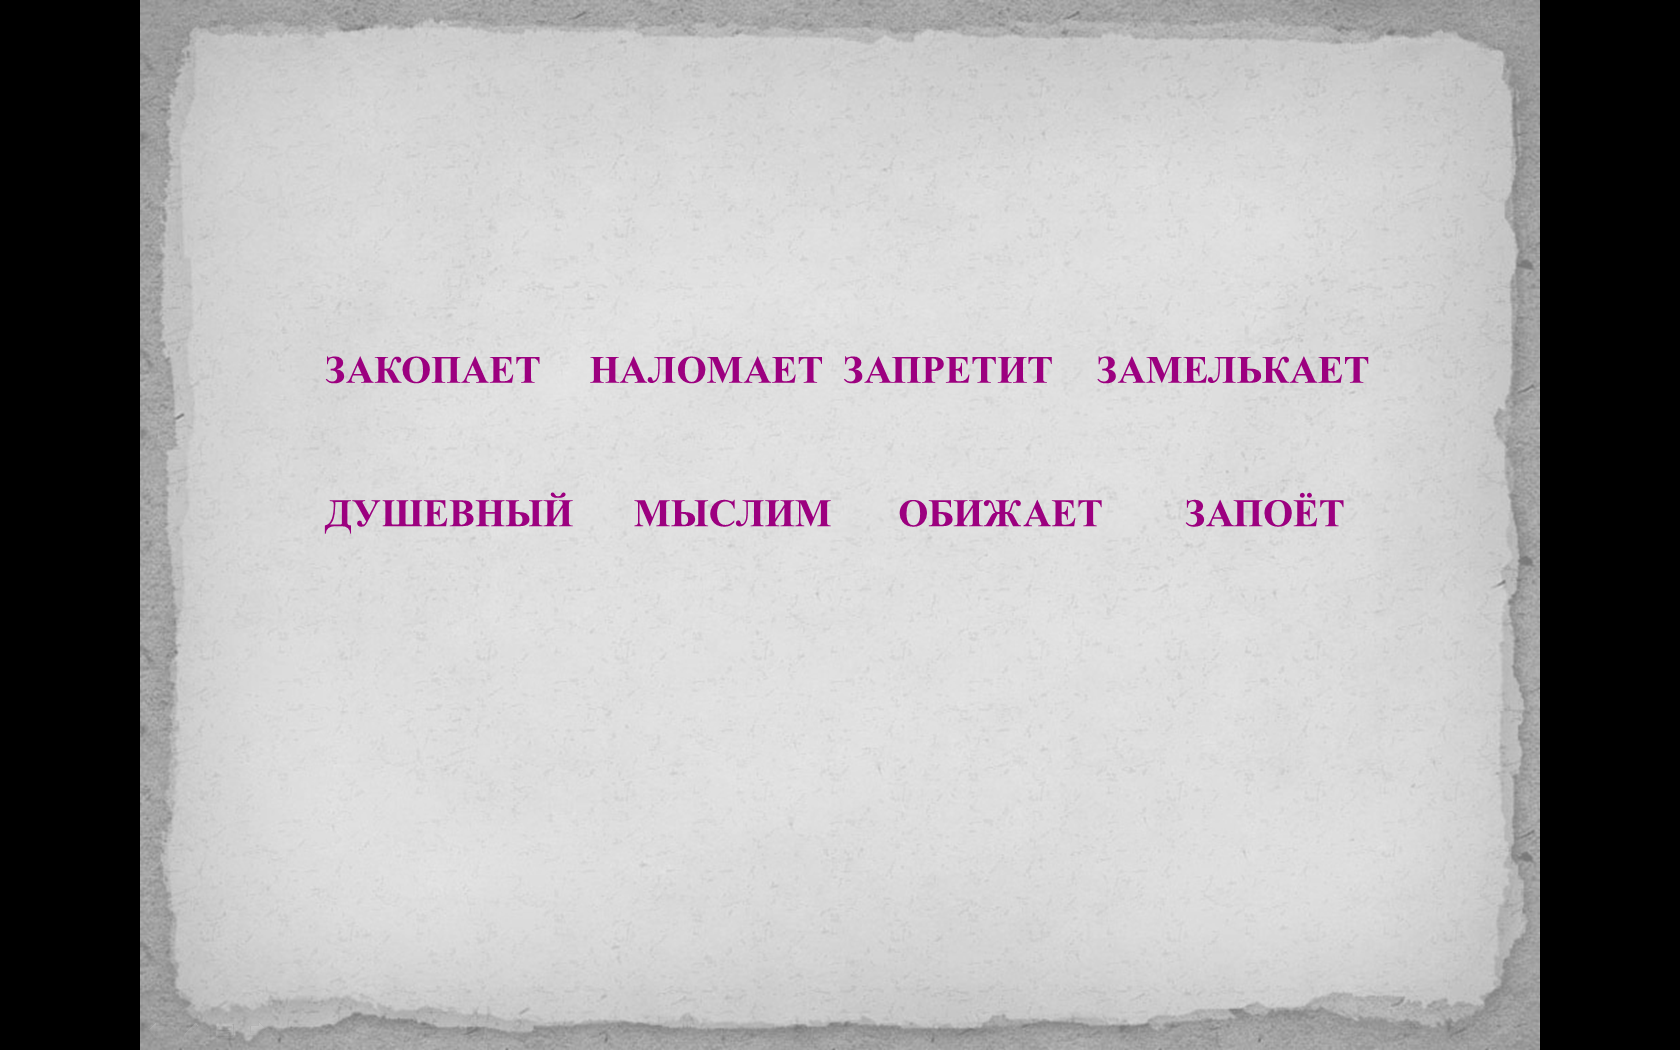 ЗАКОПАЕТ НАЛОМАЕТ ЗАПРЕТИТ ЗАМЕЛЬКАЕТ
ДУШЕВНЫЙ МЫСЛИМ ОБИЖАЕТ ЗАПОЁТ